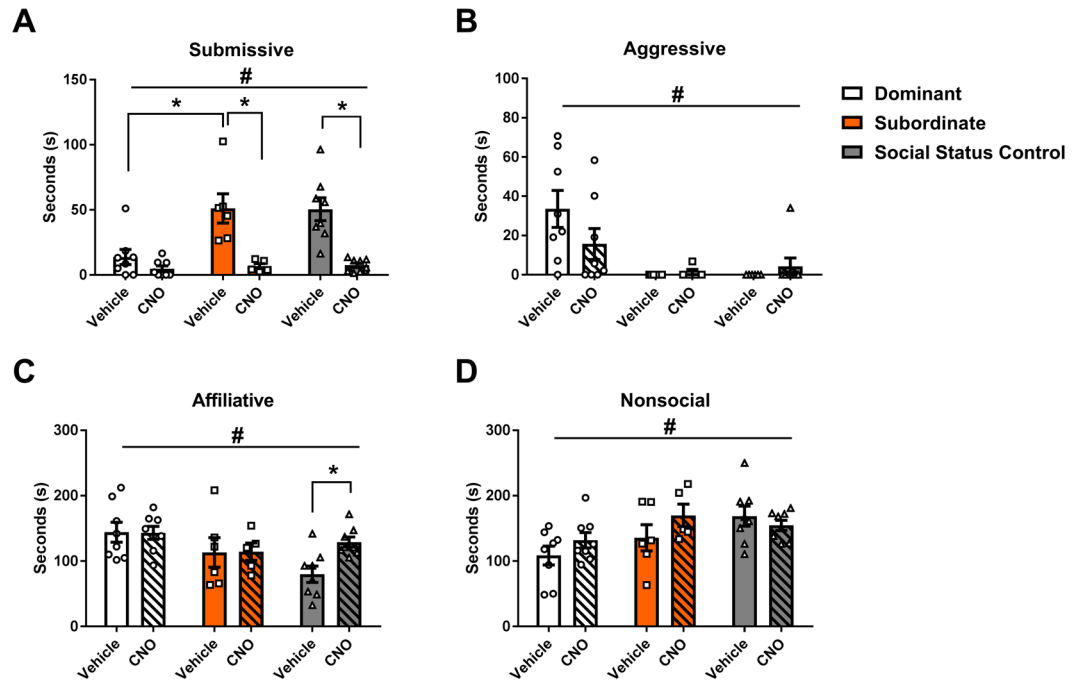 A
Submissive
#
* * *
150
100
50
0
Seconds (s)
Vehicle CNO Vehicle CNO Vehicle CNO
B
Aggressive
#
100
80
60
40
20
0
Seconds (s)
Vehicle CNO Vehicle CNO Vehicle CNO
Dominant
Subordinate
Social Status Control
C
Affiliative
#
*
300
200
100
0
Seconds (s)
Vehicle CNO Vehicle CNO Vehicle CNO
D
Nonsocial
#
300
200
100
0
Seconds (s)
Vehicle CNO Vehicle CNO Vehicle CNO